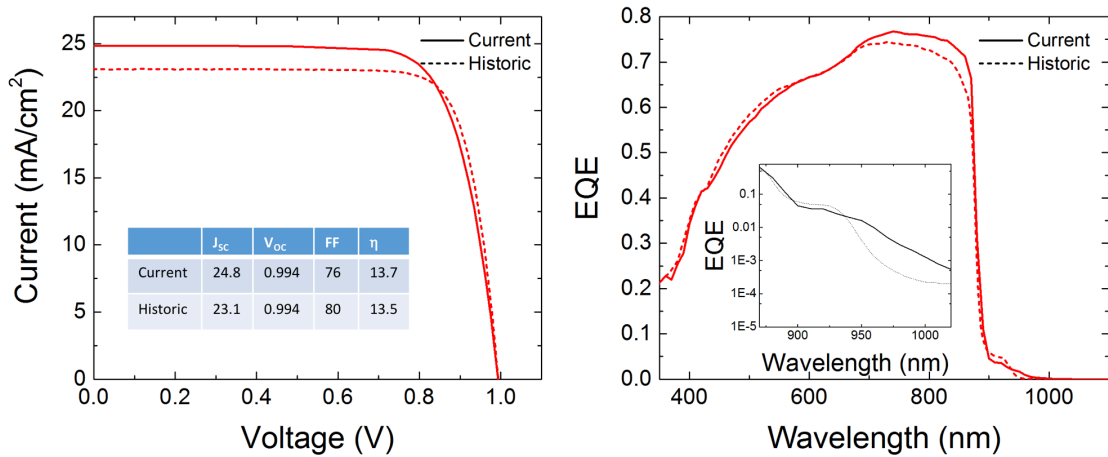 Current (mA/cm²)
25
20
15
10
5
0
Current
Historic
J_SC V_OC FF η
Current 24.8 0.994 76 13.7
Historic 23.1 0.994 80 13.5
0.0 0.2 0.4 0.6 0.8 1.0
Voltage (V)
EQE
0.8
0.7
0.6
0.5
0.4
0.3
0.2
0.1
0.0
Current
Historic
EQE
0.1
0.01
1E-3
1E-4
1E-5
900 950 1000
Wavelength (nm)
400 600 800 1000
Wavelength (nm)